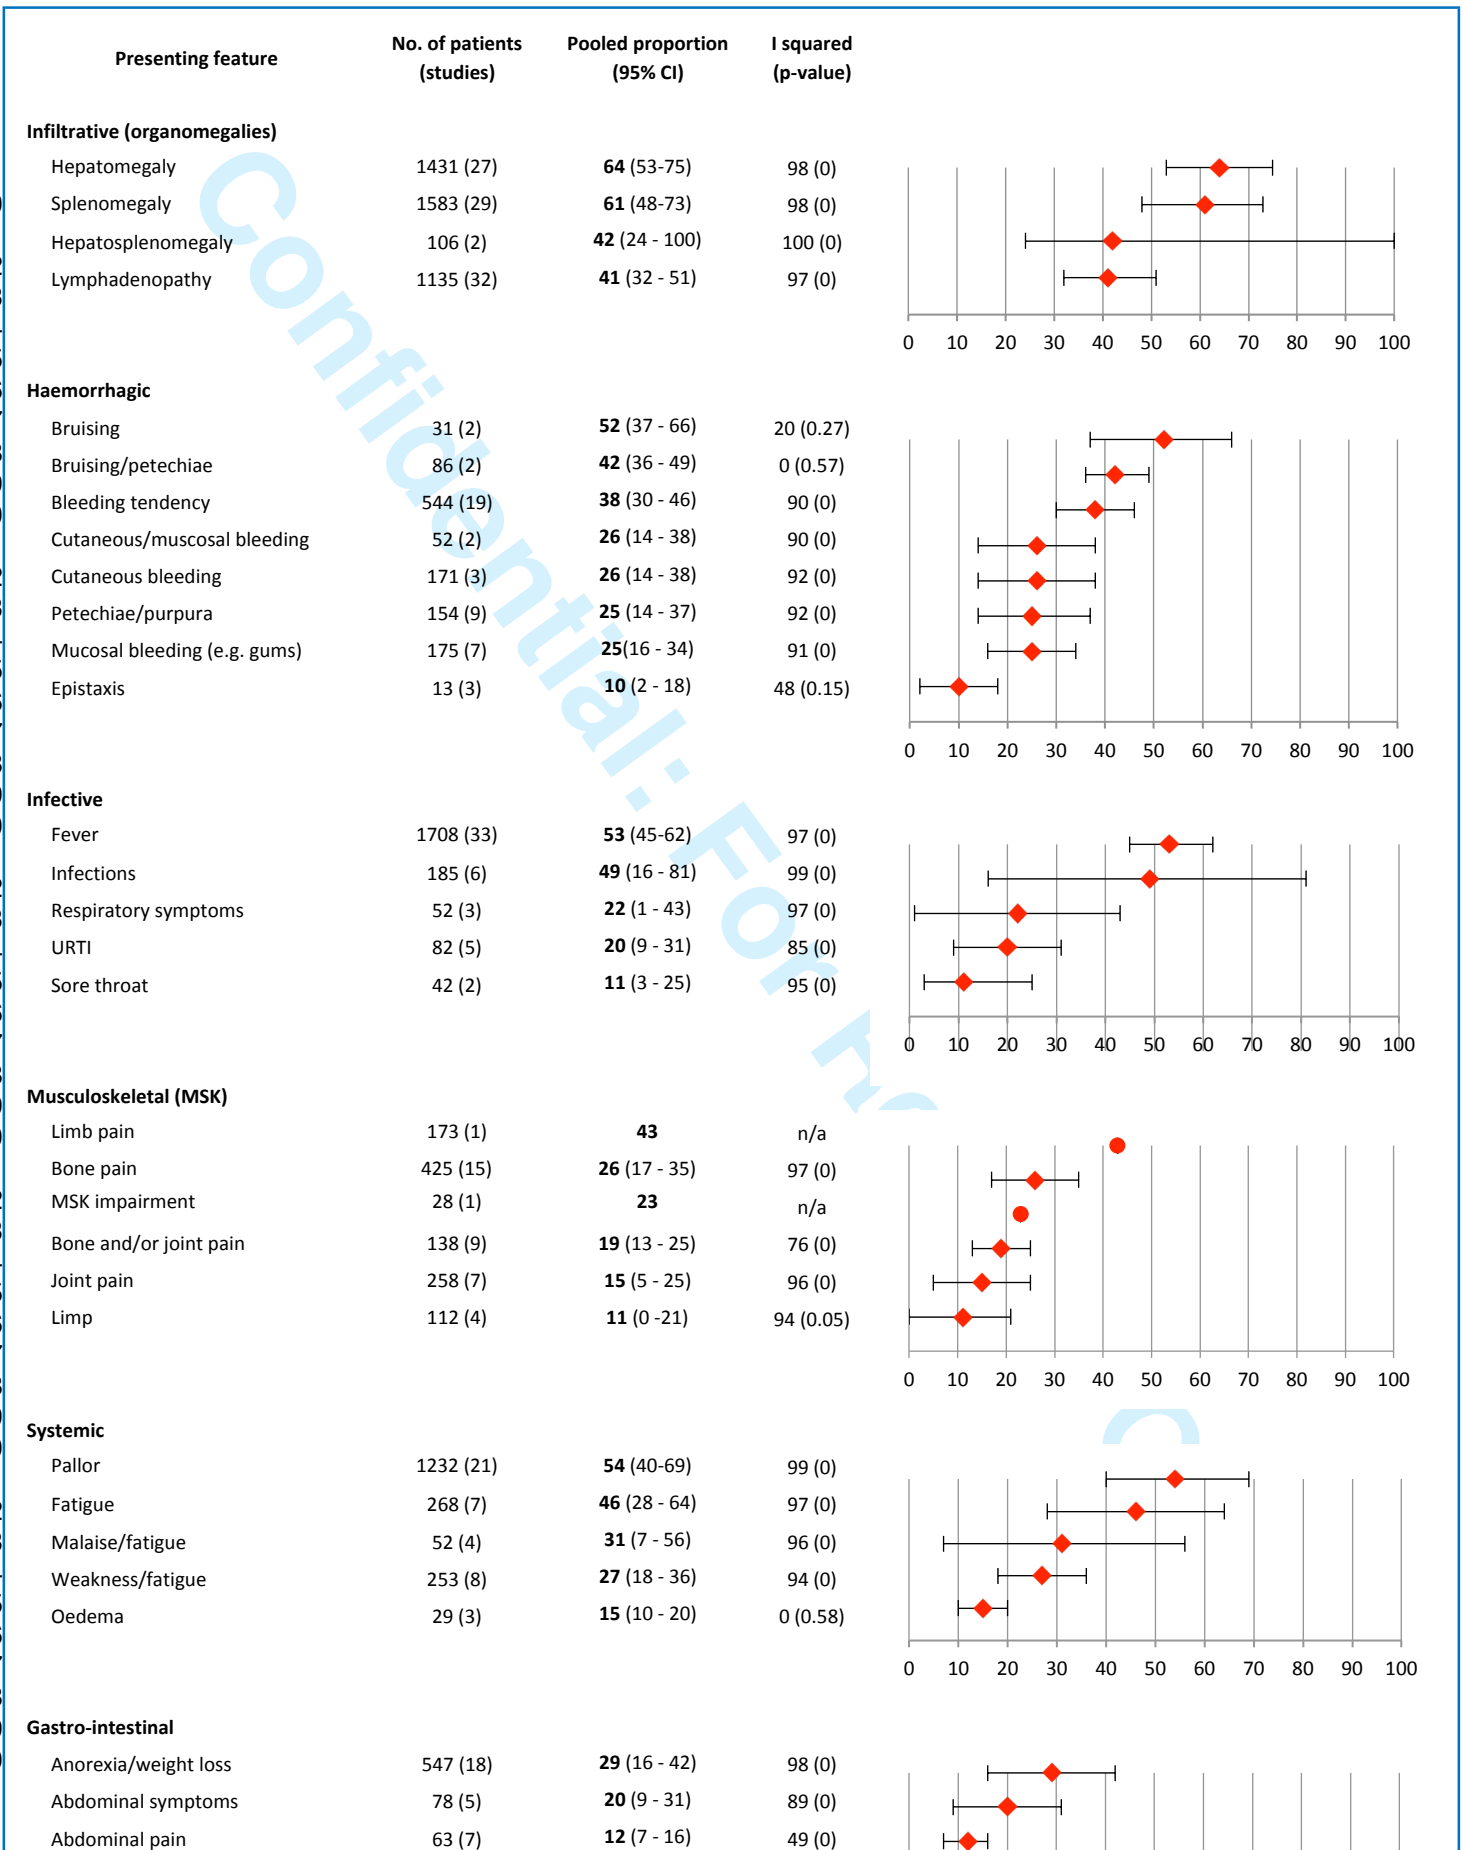 Presenting feature No. of patients (studies) Pooled proportion (95% CI) I squared (p-value)
Infiltrative (organomegalies)
Hepatomegaly 1431 (27) 64 (53-75) 98 (0)
Splenomegaly 1583 (29) 61 (48-73) 98 (0)
Hepatosplenomegaly 106 (2) 42 (24 - 100) 100 (0)
Lymphadenopathy 1135 (32) 41 (32 - 51) 97 (0)
0 10 20 30 40 50 60 70 80 90 100
Haemorrhagic
Bruising 31 (2) 52 (37 - 66) 20 (0.27)
Bruising/petechiae 86 (2) 42 (36 - 49) 0 (0.57)
Bleeding tendency 544 (19) 38 (30 - 46) 90 (0)
Cutaneous/muscosal bleeding 52 (2) 26 (14 - 38) 90 (0)
Cutaneous bleeding 171 (3) 26 (14 - 38) 92 (0)
Petechiae/purpura 154 (9) 25 (14 - 37) 92 (0)
Mucosal bleeding (e.g. gums) 175 (7) 25(16 - 34) 91 (0)
Epistaxis 13 (3) 10 (2 - 18) 48 (0.15)
0 10 20 30 40 50 60 70 80 90 100
Infective
Fever 1708 (33) 53 (45-62) 97 (0)
Infections 185 (6) 49 (16 - 81) 99 (0)
Respiratory symptoms 52 (3) 22 (1 - 43) 97 (0)
URTI 82 (5) 20 (9 - 31) 85 (0)
Sore throat 42 (2) 11 (3 - 25) 95 (0)
0 10 20 30 40 50 60 70 80 90 100
Musculoskeletal (MSK)
Limb pain 173 (1) 43 n/a
Bone pain 425 (15) 26 (17 - 35) 97 (0)
MSK impairment 28 (1) 23 n/a
Bone and/or joint pain 138 (9) 19 (13 - 25) 76 (0)
Joint pain 258 (7) 15 (5 - 25) 96 (0)
Limp 112 (4) 11 (0 -21) 94 (0.05)
0 10 20 30 40 50 60 70 80 90 100
Systemic
Pallor 1232 (21) 54 (40-69) 99 (0)
Fatigue 268 (7) 46 (28 - 64) 97 (0)
Malaise/fatigue 52 (4) 31 (7 - 56) 96 (0)
Weakness/fatigue 253 (8) 27 (18 - 36) 94 (0)
Oedema 29 (3) 15 (10 - 20) 0 (0.58)
0 10 20 30 40 50 60 70 80 90 100
Gastro-intestinal
Anorexia/weight loss 547 (18) 29 (16 - 42) 98 (0)
Abdominal symptoms 78 (5) 20 (9 - 31) 89 (0)
Abdominal pain 63 (7) 12 (7 - 16) 49 (0)
Confidential: For